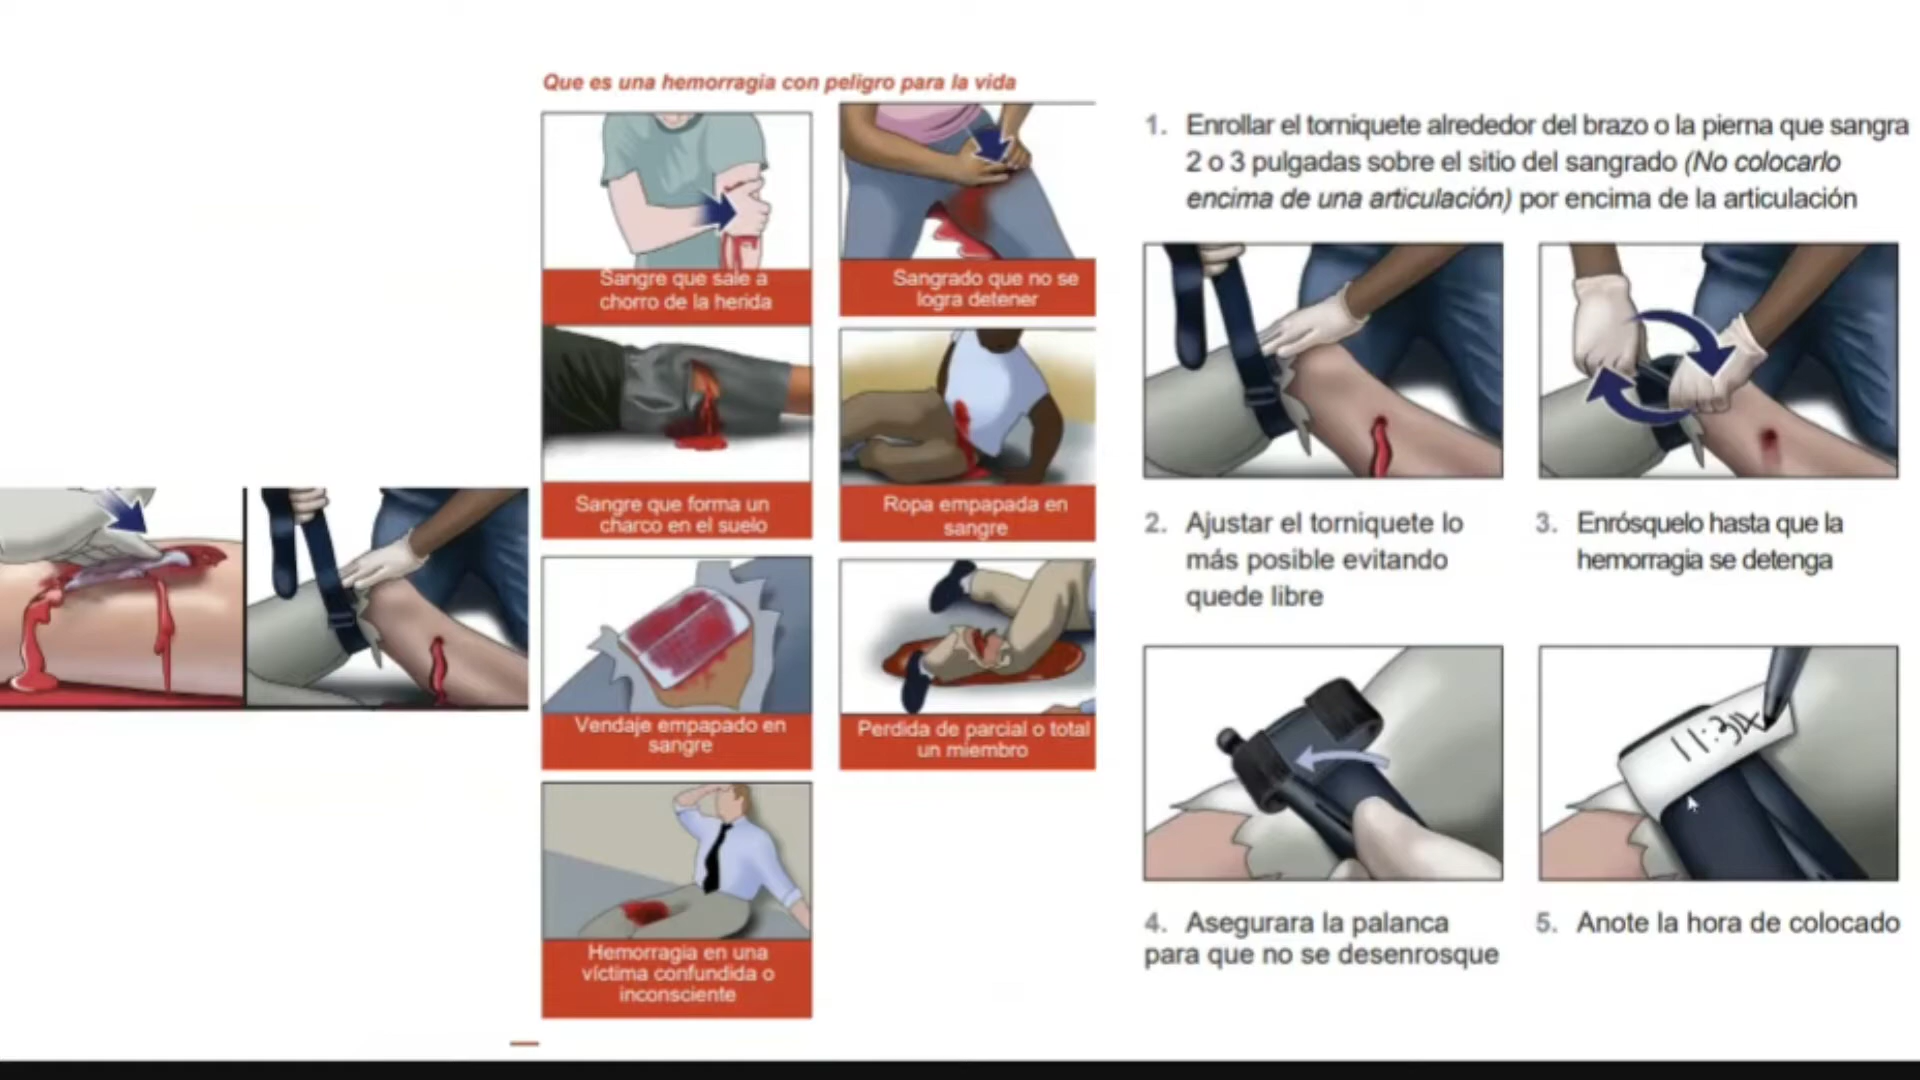 Que es una hemorragia con peligro para la vida
Sangre que sale a
chorro de la herida
Sangrado que no se
logra detener
Sangre que forma un
charco en el suelo
Ropa empapada en
sangre
Vendaje empapado en
sangre
Perdida de parcial o total
un miembro
Hemorragia en una
víctima confundida o
inconsciente
1. Enrollar el torniquete alrededor del brazo o la pierna que sangra
2 o 3 pulgadas sobre el sitio del sangrado (No colocarlo
encima de una articulación) por encima de la articulación
2. Ajustar el torniquete lo
más posible evitando
quede libre
3. Enrósquelo hasta que la
hemorragia se detenga
11:34
4. Asegurara la palanca
para que no se desenrosque
5. Anote la hora de colocado